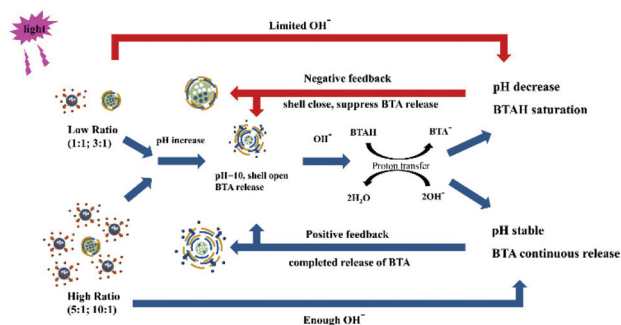 light
Limited OH⁻
Negative feedback
shell close, suppress BTA release
pH decrease
BTAH saturation
Low Ratio
(1:1; 3:1)
pH increase
pH~10, shell open
BTA release
OH⁻
BTAH
BTA⁻
Proton transfer
2H₂O
2OH⁻
pH stable
BTA continuous release
Positive feedback
completed release of BTA
High Ratio
(5:1; 10:1)
Enough OH⁻